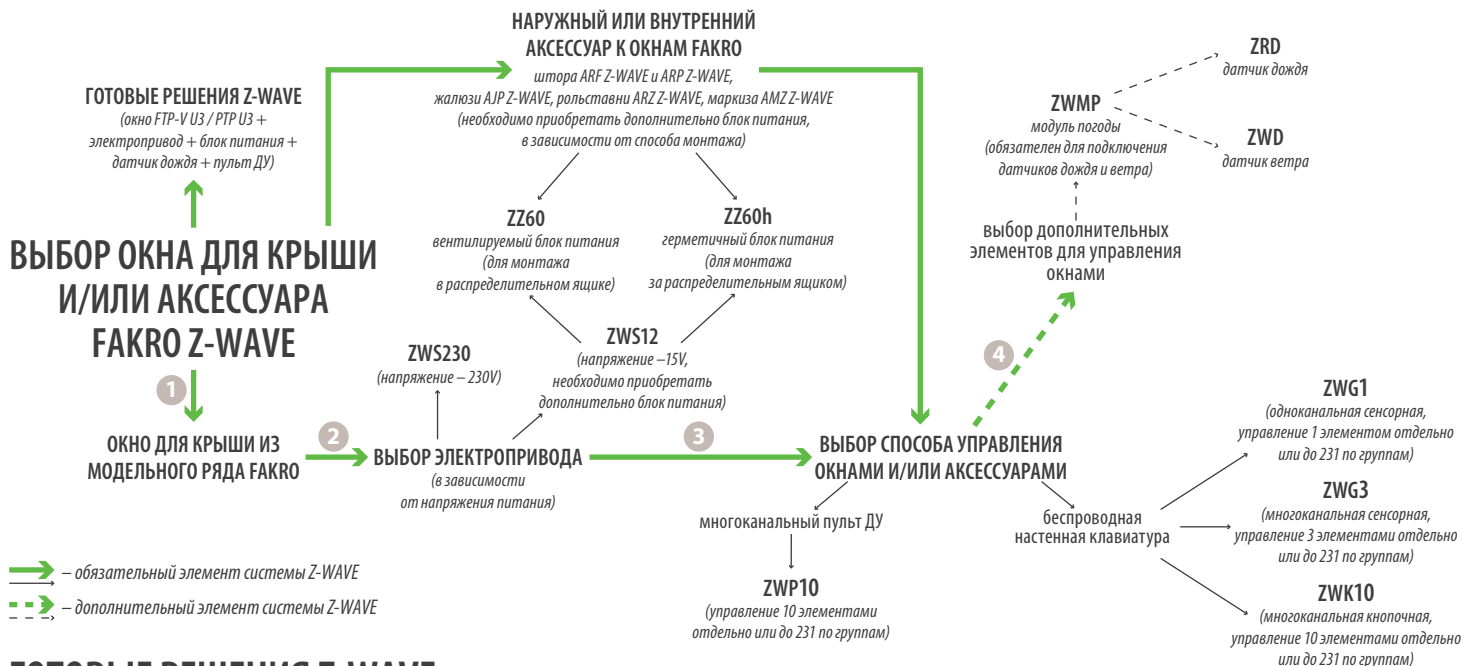 НАРУЖНЫЙ ИЛИ ВНУТРЕННИЙ
АКСЕССУАР К ОКНАМ FAKRO
штора ARF Z-WAVE и ARP Z-WAVE,
жалюзи AJP Z-WAVE, рольставни ARZ Z-WAVE, маркиза AMZ Z-WAVE
(необходимо приобретать дополнительно блок питания,
в зависимости от способа монтажа)
ГОТОВЫЕ РЕШЕНИЯ Z-WAVE
(окно FTP-V U3 / PTP U3 +
электропривод + блок питания +
датчик дождя + пульт ДУ)
ZRD
датчик дождя
ZWMP
модуль погоды
(обязателен для подключения
датчиков дождя и ветра)
ZWD
датчик ветра
ZZ60
вентилируемый блок питания
(для монтажа
в распределительном ящике)
ZZ60h
герметичный блок питания
(для монтажа
за распределительным ящиком)
выбор дополнительных
элементов для управления
окнами
ВЫБОР ОКНА ДЛЯ КРЫШИ
И/ИЛИ АКСЕССУАРА
FAKRO Z-WAVE
ZWS230
(напряжение – 230V)
ZWS12
(напряжение –15V,
необходимо приобретать
дополнительно блок питания)
4
1
ОКНО ДЛЯ КРЫШИ ИЗ
МОДЕЛЬНОГО РЯДА FAKRO
2
ВЫБОР ЭЛЕКТРОПРИВОДА
(в зависимости
от напряжения питания)
3
ВЫБОР СПОСОБА УПРАВЛЕНИЯ
ОКНАМИ И/ИЛИ АКСЕССУАРАМИ
многоканальный пульт ДУ
ZWP10
(управление 10 элементами
отдельно или до 231 по группам)
беспроводная
настенная клавиатура
ZWG1
(одноканальная сенсорная,
управление 1 элементом отдельно
или до 231 по группам)
ZWG3
(многоканальная сенсорная,
управление 3 элементами отдельно
или до 231 по группам)
ZWK10
(многоканальная кнопочная,
управление 10 элементами отдельно
или до 231 по группам)
– обязательный элемент системы Z-WAVE
– дополнительный элемент системы Z-WAVE
ГОТОВЫЕ РЕШЕНИЯ Z-WAVE